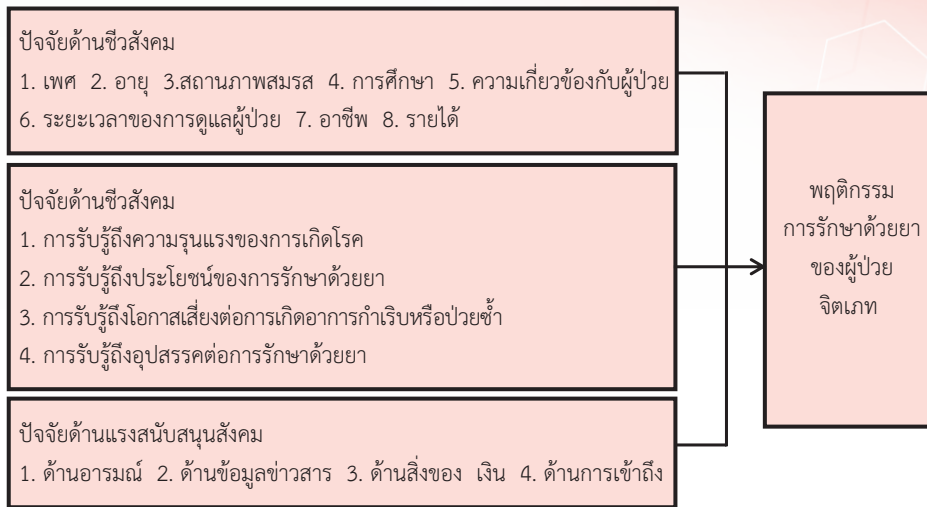 ปัจจัยด้านชีวสังคม
1. เพศ 2. อายุ 3.สถานภาพสมรส 4. การศึกษา 5. ความเกี่ยวข้องกับผู้ป่วย
6. ระยะเวลาของการดูแลผู้ป่วย 7. อาชีพ 8. รายได้
ปัจจัยด้านชีวสังคม
1. การรับรู้ถึงความรุนแรงของการเกิดโรค
2. การรับรู้ถึงประโยชน์ของการรักษาด้วยยา
3. การรับรู้ถึงโอกาสเสี่ยงต่อการเกิดอาการกำเริบหรือป่วยซ้ำ
4. การรับรู้ถึงอุปสรรคต่อการรักษาด้วยยา
ปัจจัยด้านแรงสนับสนุนสังคม
1. ด้านอารมณ์ 2. ด้านข้อมูลข่าวสาร 3. ด้านสิ่งของ เงิน 4. ด้านการเข้าถึง
พฤติกรรม
การรักษาด้วยยา
ของผู้ป่วย
จิตเภท